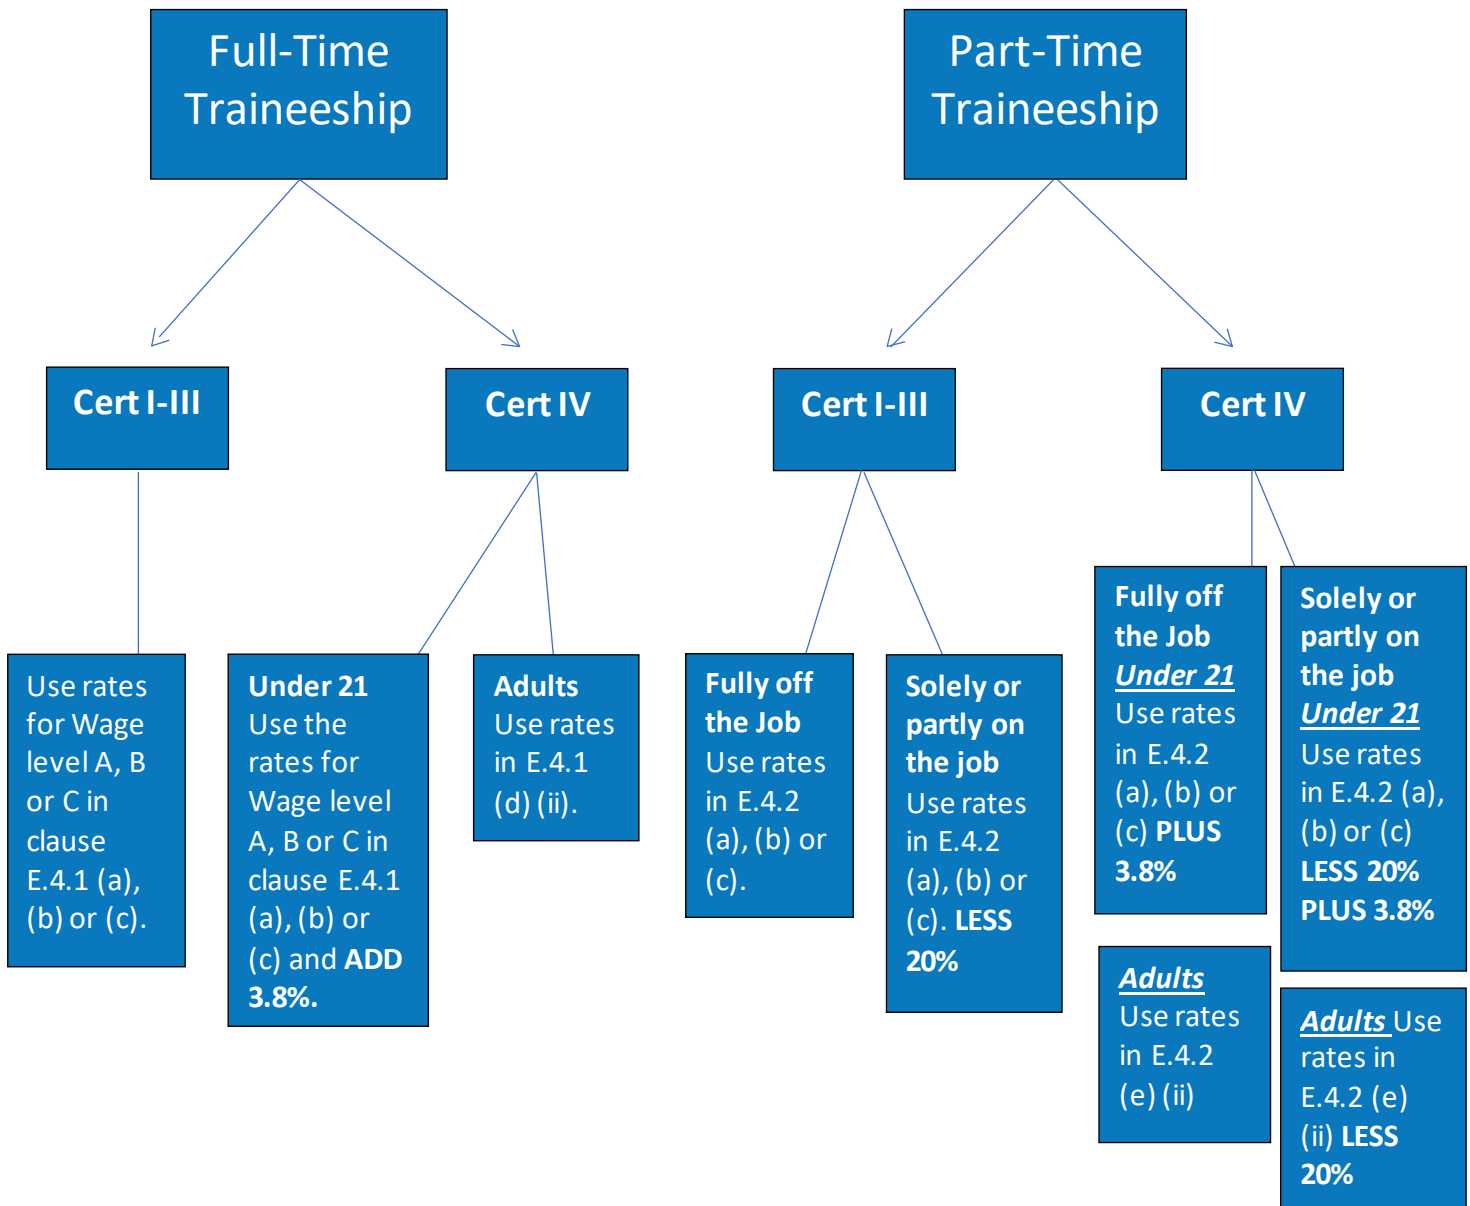 Full-Time
Traineeship
Part-Time
Traineeship
Cert I-III
Cert IV
Cert I-III
Cert IV
Use rates
for Wage
level A, B
or C in
clause
E.4.1 (a),
(b) or (c).
Under 21
Use the
rates for
Wage level
A, B or C in
clause E.4.1
(a), (b) or
(c) and ADD
3.8%.
Adults
Use rates
in E.4.1
(d) (ii).
Fully off
the Job
Use rates
in E.4.2
(a), (b) or
(c).
Solely or
partly on
the job
Use rates
in E.4.2
(a), (b) or
(c). LESS
20%
Fully off
the Job
Under 21
Use rates
in E.4.2
(a), (b) or
(c) PLUS
3.8%
Solely or
partly on
the job
Under 21
Use rates
in E.4.2 (a),
(b) or (c)
LESS 20%
PLUS 3.8%
Adults
Use rates
in E.4.2
(e) (ii)
Adults Use
rates in
E.4.2 (e)
(ii) LESS
20%